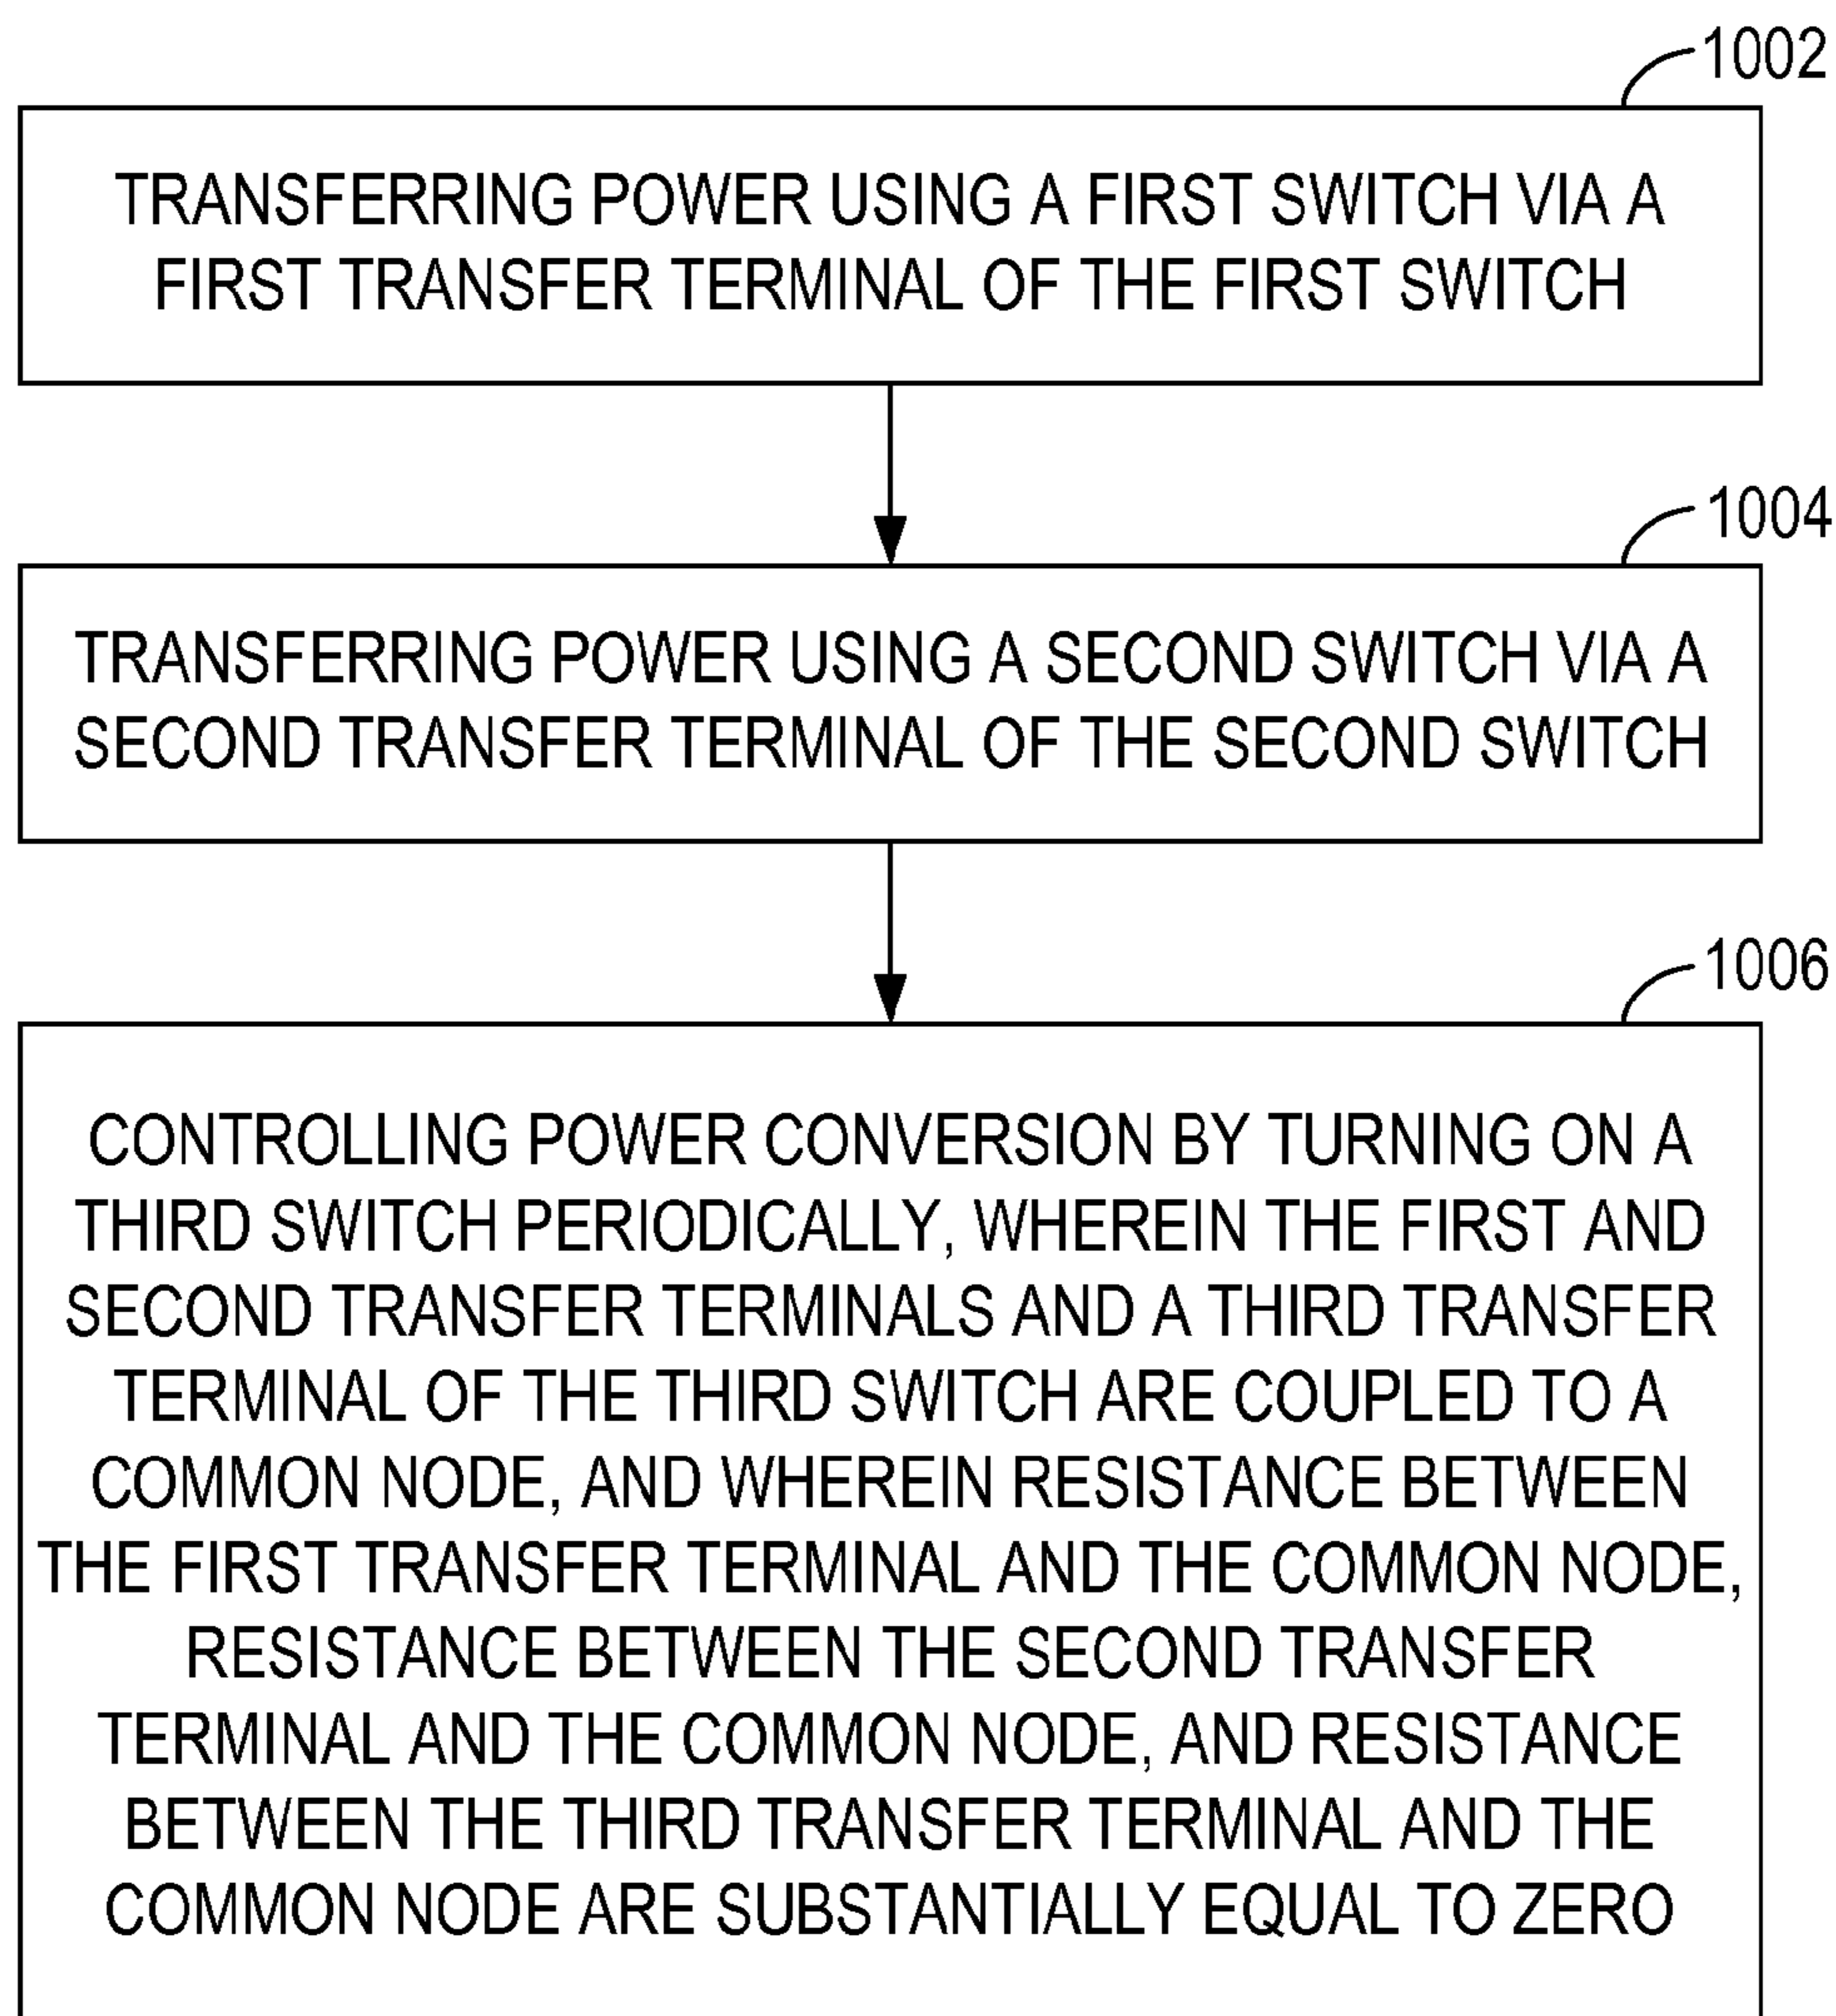 1002
TRANSFERRING POWER USING A FIRST SWITCH VIA A
FIRST TRANSFER TERMINAL OF THE FIRST SWITCH
1004
TRANSFERRING POWER USING A SECOND SWITCH VIA A
SECOND TRANSFER TERMINAL OF THE SECOND SWITCH
1006
CONTROLLING POWER CONVERSION BY TURNING ON A
THIRD SWITCH PERIODICALLY, WHEREIN THE FIRST AND
SECOND TRANSFER TERMINALS AND A THIRD TRANSFER
TERMINAL OF THE THIRD SWITCH ARE COUPLED TO A
COMMON NODE, AND WHEREIN RESISTANCE BETWEEN
THE FIRST TRANSFER TERMINAL AND THE COMMON NODE,
RESISTANCE BETWEEN THE SECOND TRANSFER
TERMINAL AND THE COMMON NODE, AND RESISTANCE
BETWEEN THE THIRD TRANSFER TERMINAL AND THE
COMMON NODE ARE SUBSTANTIALLY EQUAL TO ZERO